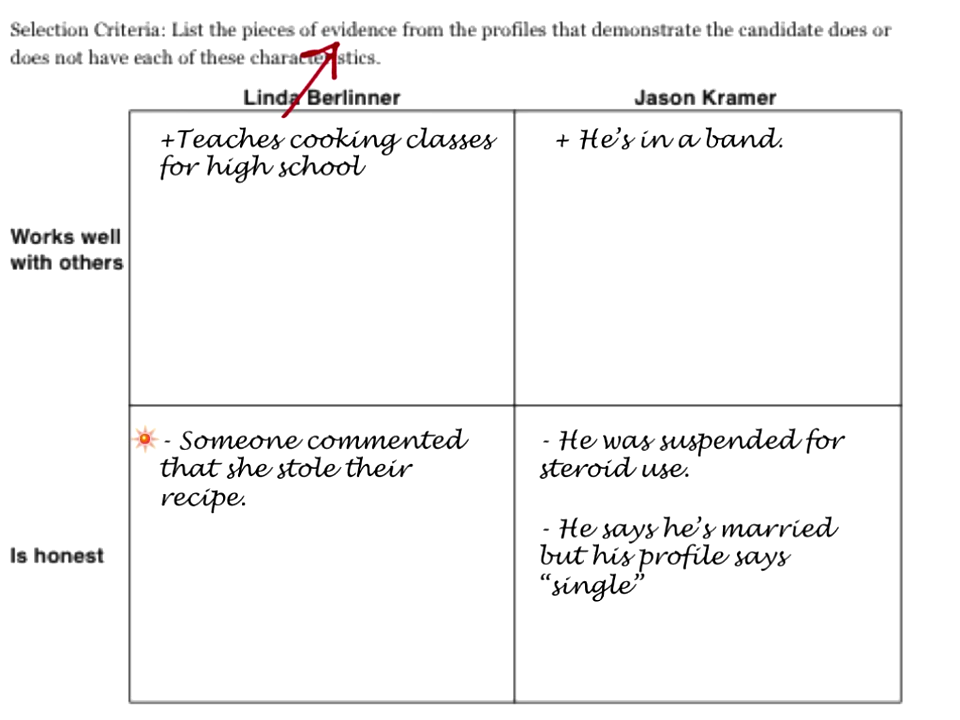 Selection Criteria: List the pieces of evidence from the profiles that demonstrate the candidate does or
does not have each of these characteristics.
Linda Berlinner
Jason Kramer
Works well
with others
+Teaches cooking classes
for high school
+ He's in a band.
Is honest
- Someone commented
that she stole their
recipe.
- He was suspended for
steroid use.
- He says he's married
but his profile says
“single”